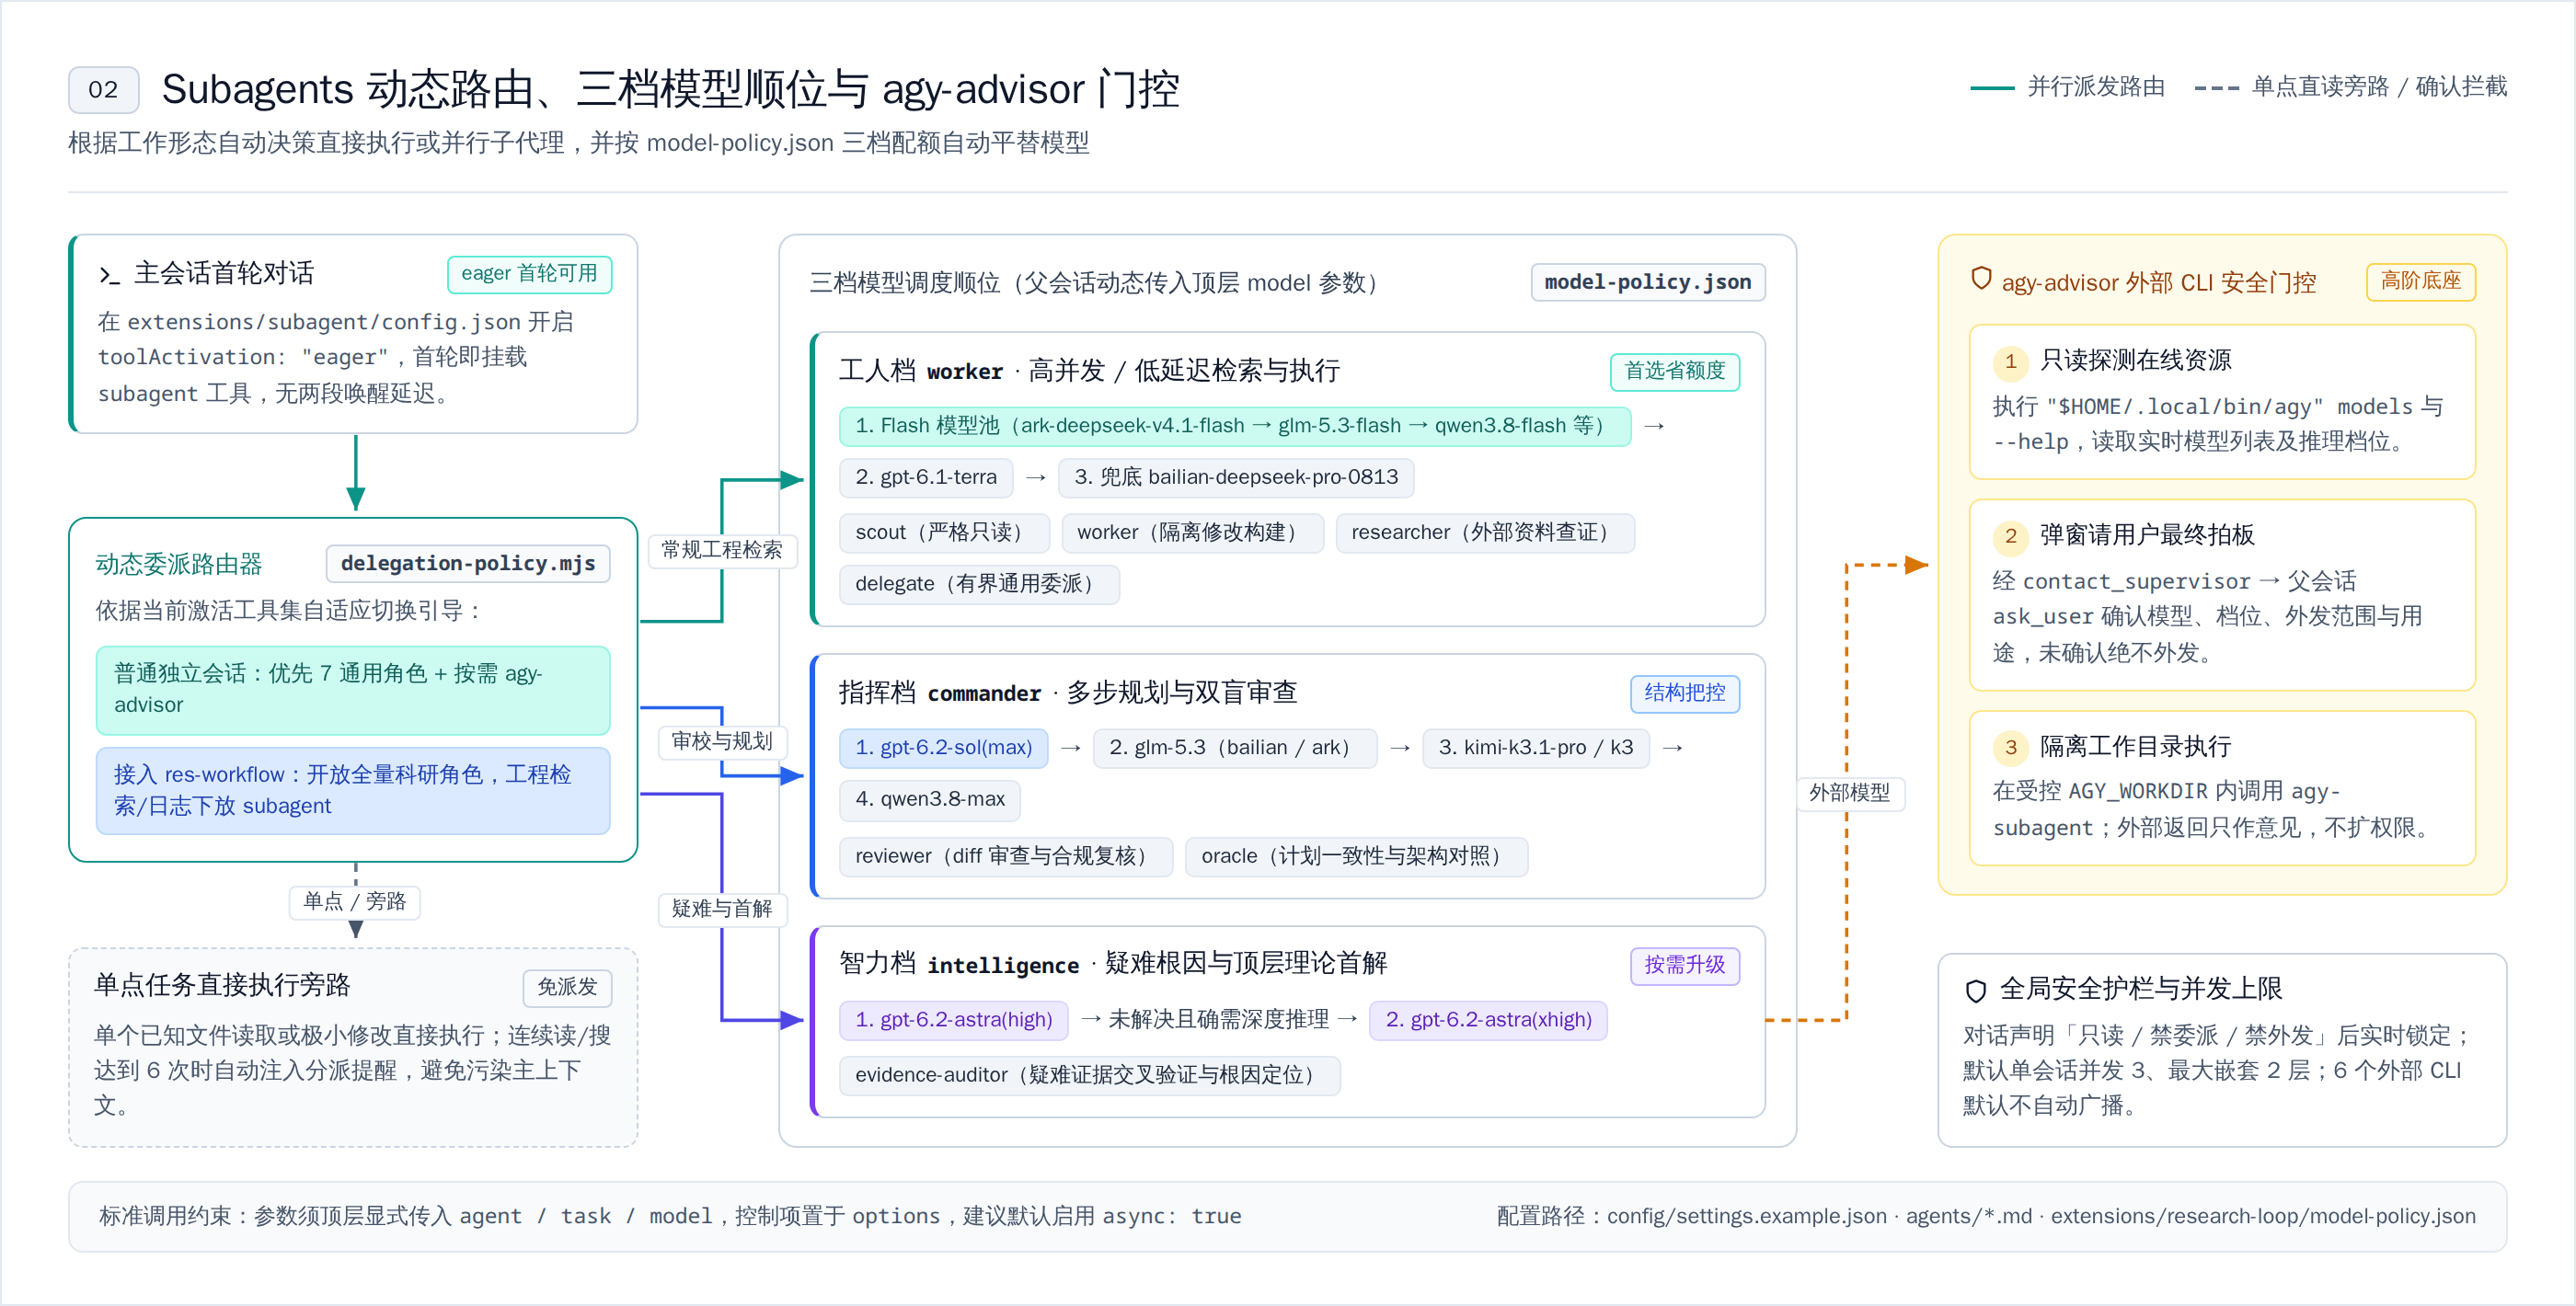 02
Subagents 动态路由、三档模型顺位与 agy-advisor 门控
并行派发路由
单点直读旁路 / 确认拦截
根据工作形态自动决策直接执行或并行子代理，并按 model-policy.json 三档配额自动平替模型
主会话首轮对话
eager 首轮可用
在 extensions/subagent/config.json 开启
toolActivation: "eager"，首轮即挂载
subagent 工具，无两段唤醒延迟。
动态委派路由器
delegation-policy.mjs
依据当前激活工具集自适应切换引导：
普通独立会话：优先 7 通用角色 + 按需 agy-
advisor
接入 res-workflow：开放全量科研角色，工程检
索/日志下放 subagent
单点 / 旁路
单点任务直接执行旁路
免派发
单个已知文件读取或极小修改直接执行；连续读/搜
达到 6 次时自动注入分派提醒，避免污染主上下
文。
常规工程检索
审校与规划
疑难与首解
三档模型调度顺位（父会话动态传入顶层 model 参数）
model-policy.json
工人档 worker · 高并发 / 低延迟检索与执行
首选省额度
1. Flash 模型池（ark-deepseek-v4.1-flash → glm-5.3-flash → qwen3.8-flash 等） →
2. gpt-6.1-terra → 3. 兜底 bailian-deepseek-pro-0813
scout（严格只读） worker（隔离修改构建） researcher（外部资料查证）
delegate（有界通用委派）
指挥档 commander · 多步规划与双盲审查
结构把控
1. gpt-6.2-sol(max) → 2. glm-5.3（bailian / ark） → 3. kimi-k3.1-pro / k3 →
4. qwen3.8-max
reviewer（diff 审查与合规复核） oracle（计划一致性与架构对照）
智力档 intelligence · 疑难根因与顶层理论首解
按需升级
1. gpt-6.2-astra(high) → 未解决且确需深度推理 → 2. gpt-6.2-astra(xhigh)
evidence-auditor（疑难证据交叉验证与根因定位）
外部模型
agy-advisor 外部 CLI 安全门控
高阶底座
1 只读探测在线资源
执行 "$HOME/.local/bin/agy" models 与
--help，读取实时模型列表及推理档位。
2 弹窗请用户最终拍板
经 contact_supervisor → 父会话
ask_user 确认模型、档位、外发范围与用
途，未确认绝不外发。
3 隔离工作目录执行
在受控 AGY_WORKDIR 内调用 agy-
subagent；外部返回只作意见，不扩权限。
全局安全护栏与并发上限
对话声明「只读 / 禁委派 / 禁外发」后实时锁定；
默认单会话并发 3、最大嵌套 2 层；6 个外部 CLI
默认不自动广播。
标准调用约束：参数须顶层显式传入 agent / task / model，控制项置于 options，建议默认启用 async: true
配置路径：config/settings.example.json · agents/*.md · extensions/research-loop/model-policy.json